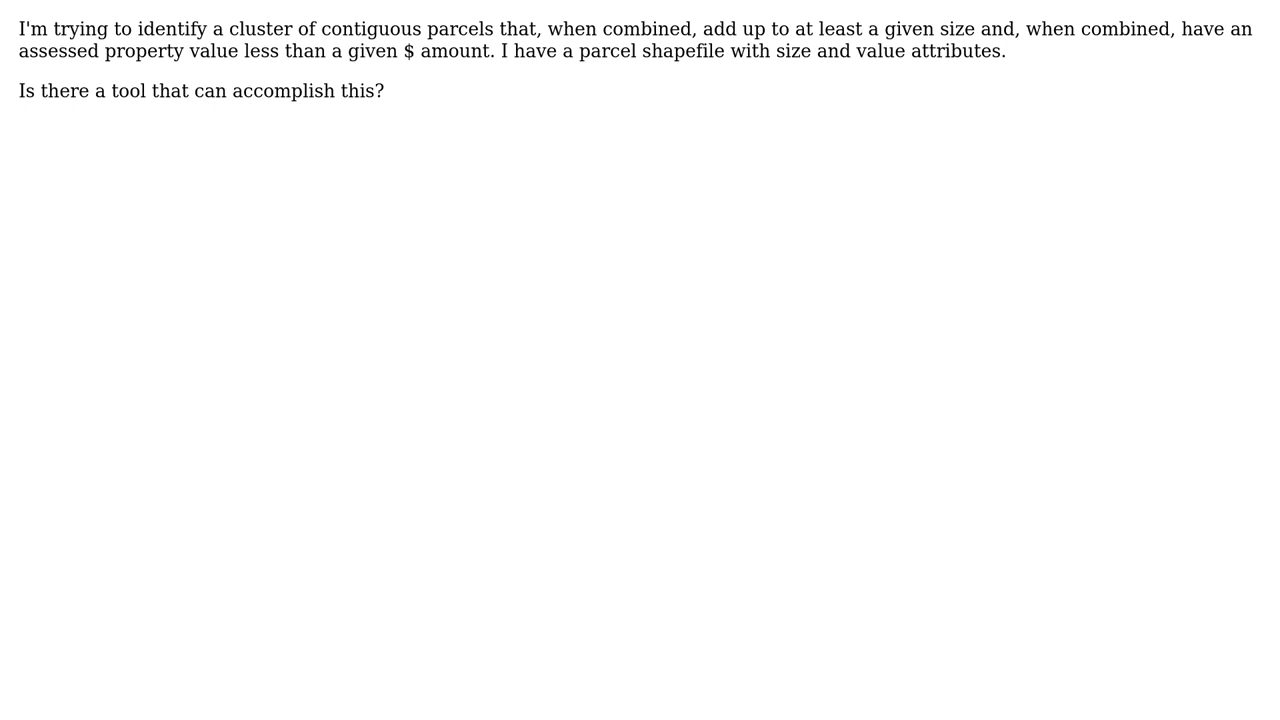 I'm trying to identify a cluster of contiguous parcels that, when combined, add up to at least a given size and, when combined, have an
assessed property value less than a given $ amount. I have a parcel shapefile with size and value attributes.
Is there a tool that can accomplish this?